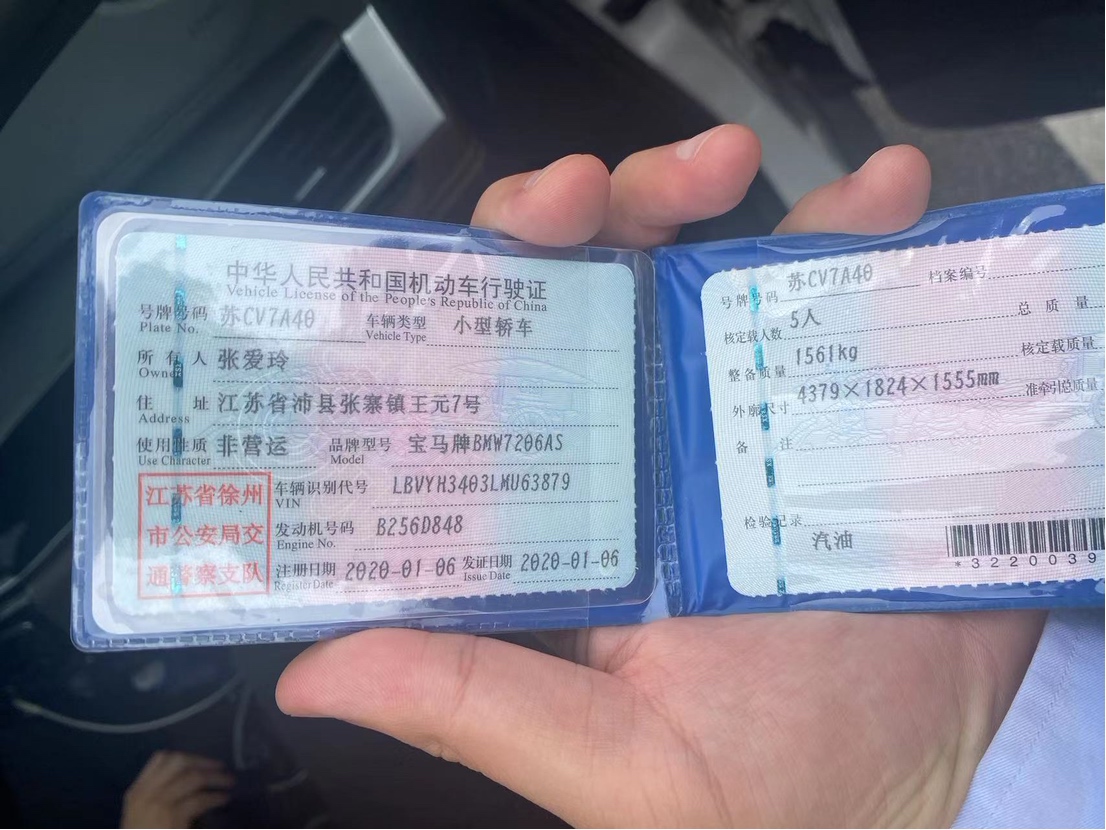 中华人民共和国机动车行驶证
Vehicle License of the People's Republic of China
号牌号码 苏CV7A40 车辆类型 小型轿车
Plate No. Vehicle Type
所有人 张爱玲
Owner
住址 江苏省沛县张寨镇王元7号
Address
使用性质 非营运 品牌型号 宝马牌BMW7206AS
Use Character Model
江苏省徐州
市公安局交
通警察支队
车辆识别代号 LBVYH3403LMU63879
VIN
发动机号码 B256D848
Engine No.
注册日期 2020-01-06 发证日期 2020-01-06
Register Date Issue Date
号牌号码 苏CV7A40 档案编号
核定载人数 5人 总质量
整备质量 1561kg 核定载质量
外廓尺寸 4379×1824×1555mm 准牵引总质量
备注
检验记录
汽油
*3220039